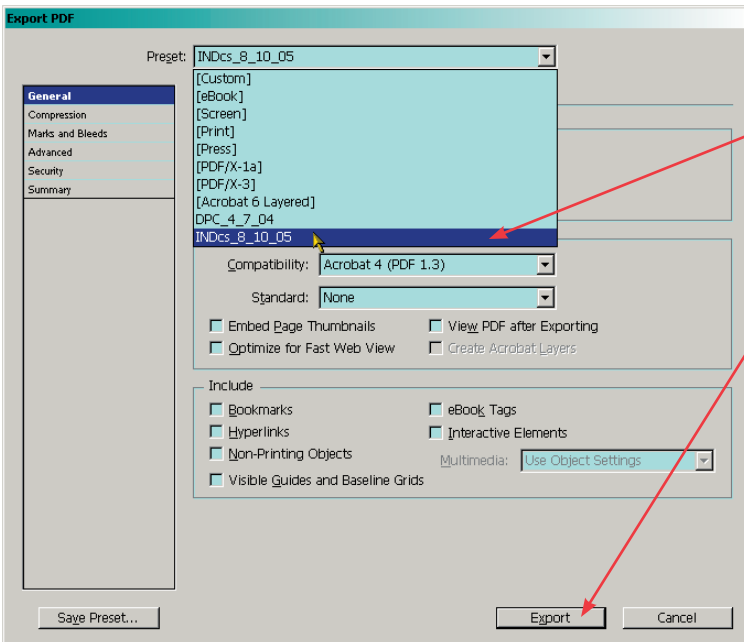 Export PDF
Preset: INDcs_8_10_05
[Custom]
[eBook]
[Screen]
[Print]
[Press]
[PDF/X-1a]
[PDF/X-3]
[Acrobat 6 Layered]
DPC_4_7_04
INDcs_8_10_05
General
Compression
Marks and Bleeds
Advanced
Security
Summary
Compatibility: Acrobat 4 (PDF 1.3)
Standard: None
Embed Page Thumbnails View PDF after Exporting
Optimize for Fast Web View Create Acrobat Layers
Include
Bookmarks eBook Tags
Hyperlinks Interactive Elements
Non-Printing Objects Multimedia: Use Object Settings
Visible Guides and Baseline Grids
Save Preset... Export Cancel